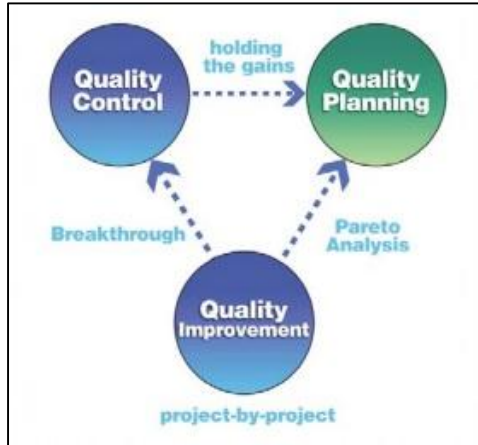 holding
the gains
Quality
Control
Quality
Planning
Breakthrough
Pareto
Analysis
Quality
Improvement
project-by-project